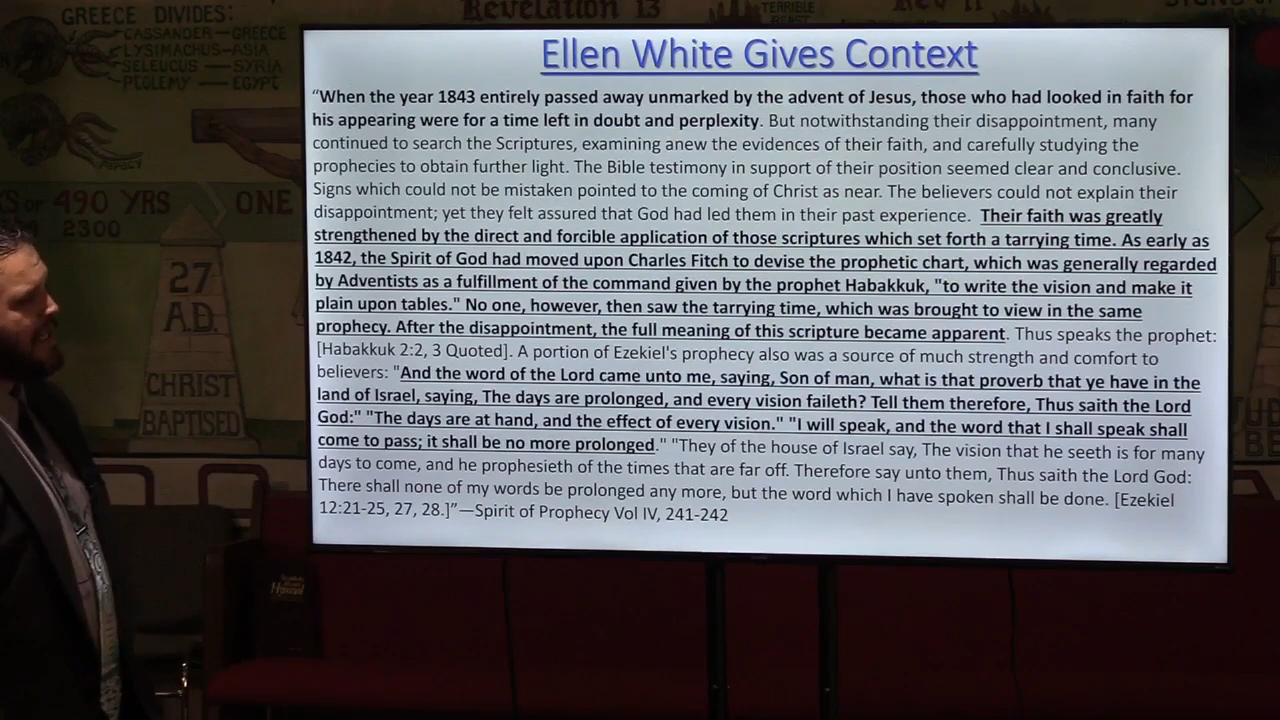 GREECE DIVIDES:
CASSANDER — GREECE
LYSIMACHUS — ASIA
SELEUCUS — SYRIA
PTOLEMY — EGYPT
Revelation 13
TERRIBLE
BEAST
Rev 17
490 YRS
ONE
2300
27
A.D.
CHRIST
BAPTISED
Ellen White Gives Context
“When the year 1843 entirely passed away unmarked by the advent of Jesus, those who had looked in faith for
his appearing were for a time left in doubt and perplexity. But notwithstanding their disappointment, many
continued to search the Scriptures, examining anew the evidences of their faith, and carefully studying the
prophecies to obtain further light. The Bible testimony in support of their position seemed clear and conclusive.
Signs which could not be mistaken pointed to the coming of Christ as near. The believers could not explain their
disappointment; yet they felt assured that God had led them in their past experience. Their faith was greatly
strengthened by the direct and forcible application of those scriptures which set forth a tarrying time. As early as
1842, the Spirit of God had moved upon Charles Fitch to devise the prophetic chart, which was generally regarded
by Adventists as a fulfillment of the command given by the prophet Habakkuk, "to write the vision and make it
plain upon tables." No one, however, then saw the tarrying time, which was brought to view in the same
prophecy. After the disappointment, the full meaning of this scripture became apparent. Thus speaks the prophet:
[Habakkuk 2:2, 3 Quoted]. A portion of Ezekiel's prophecy also was a source of much strength and comfort to
believers: "And the word of the Lord came unto me, saying, Son of man, what is that proverb that ye have in the
land of Israel, saying, The days are prolonged, and every vision faileth? Tell them therefore, Thus saith the Lord
God:" "The days are at hand, and the effect of every vision." "I will speak, and the word that I shall speak shall
come to pass; it shall be no more prolonged." "They of the house of Israel say, The vision that he seeth is for many
days to come, and he prophesieth of the times that are far off. Therefore say unto them, Thus saith the Lord God:
There shall none of my words be prolonged any more, but the word which I have spoken shall be done. [Ezekiel
12:21-25, 27, 28.]”—Spirit of Prophecy Vol IV, 241-242